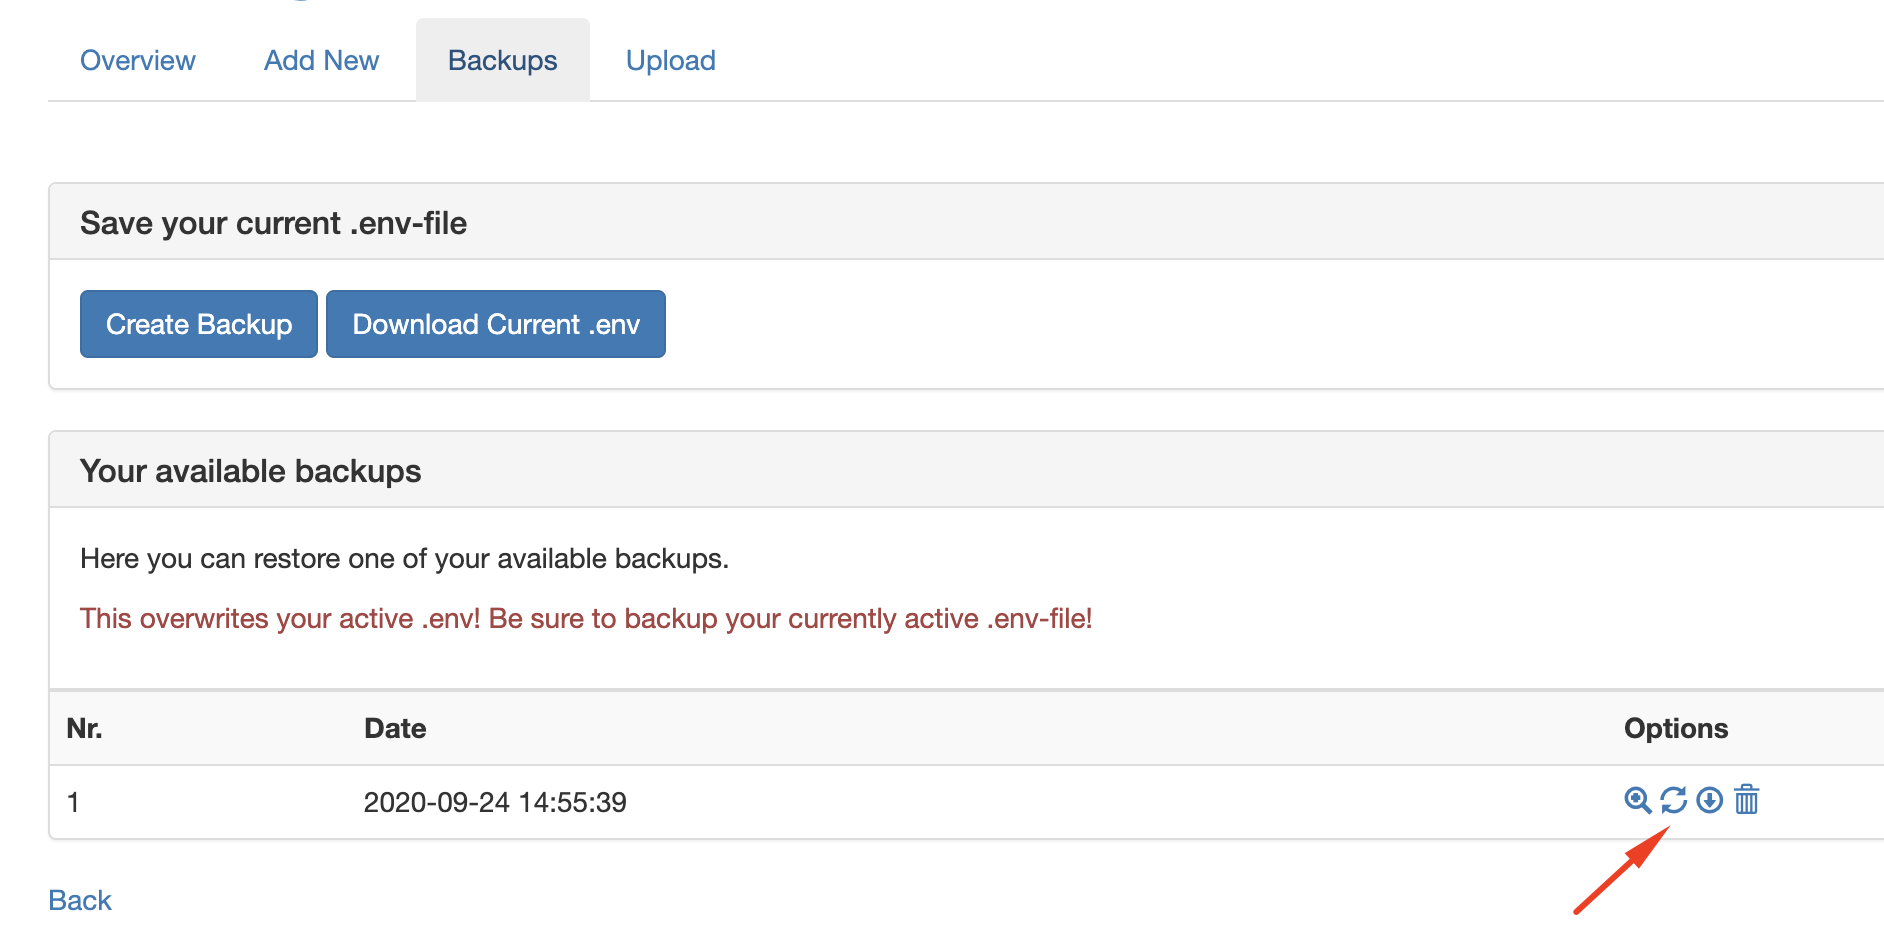 Overview Add New Backups Upload
Save your current .env-file
Create Backup Download Current .env
Your available backups
Here you can restore one of your available backups.
This overwrites your active .env! Be sure to backup your currently active .env-file!
Nr. Date Options
1 2020-09-24 14:55:39
Back